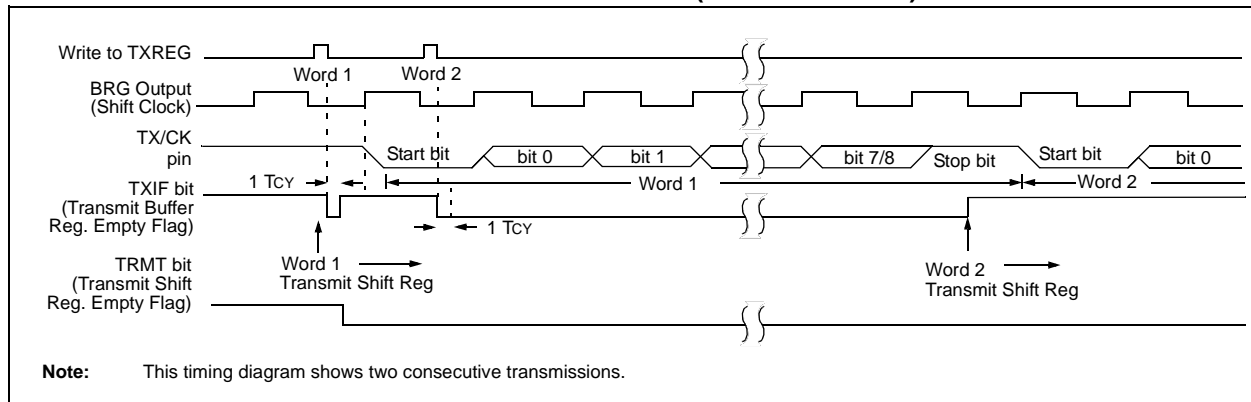 Write to TXREG
Word 1
Word 2
BRG Output
(Shift Clock)
TX/CK
pin
Start bit
bit 0
bit 1
bit 7/8
Stop bit
Start bit
bit 0
1 TCY
Word 1
Word 2
TXIF bit
(Transmit Buffer
Reg. Empty Flag)
1 TCY
Word 1
Transmit Shift Reg
Word 2
Transmit Shift Reg
TRMT bit
(Transmit Shift
Reg. Empty Flag)
Note: This timing diagram shows two consecutive transmissions.